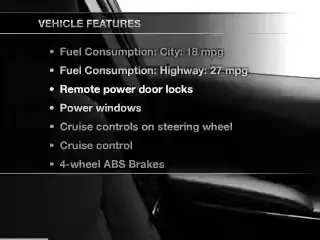 VEHICLE FEATURES
• Fuel Consumption: City: 18 mpg
• Fuel Consumption: Highway: 27 mpg
• Remote power door locks
• Power windows
• Cruise controls on steering wheel
• Cruise control
• 4-wheel ABS Brakes